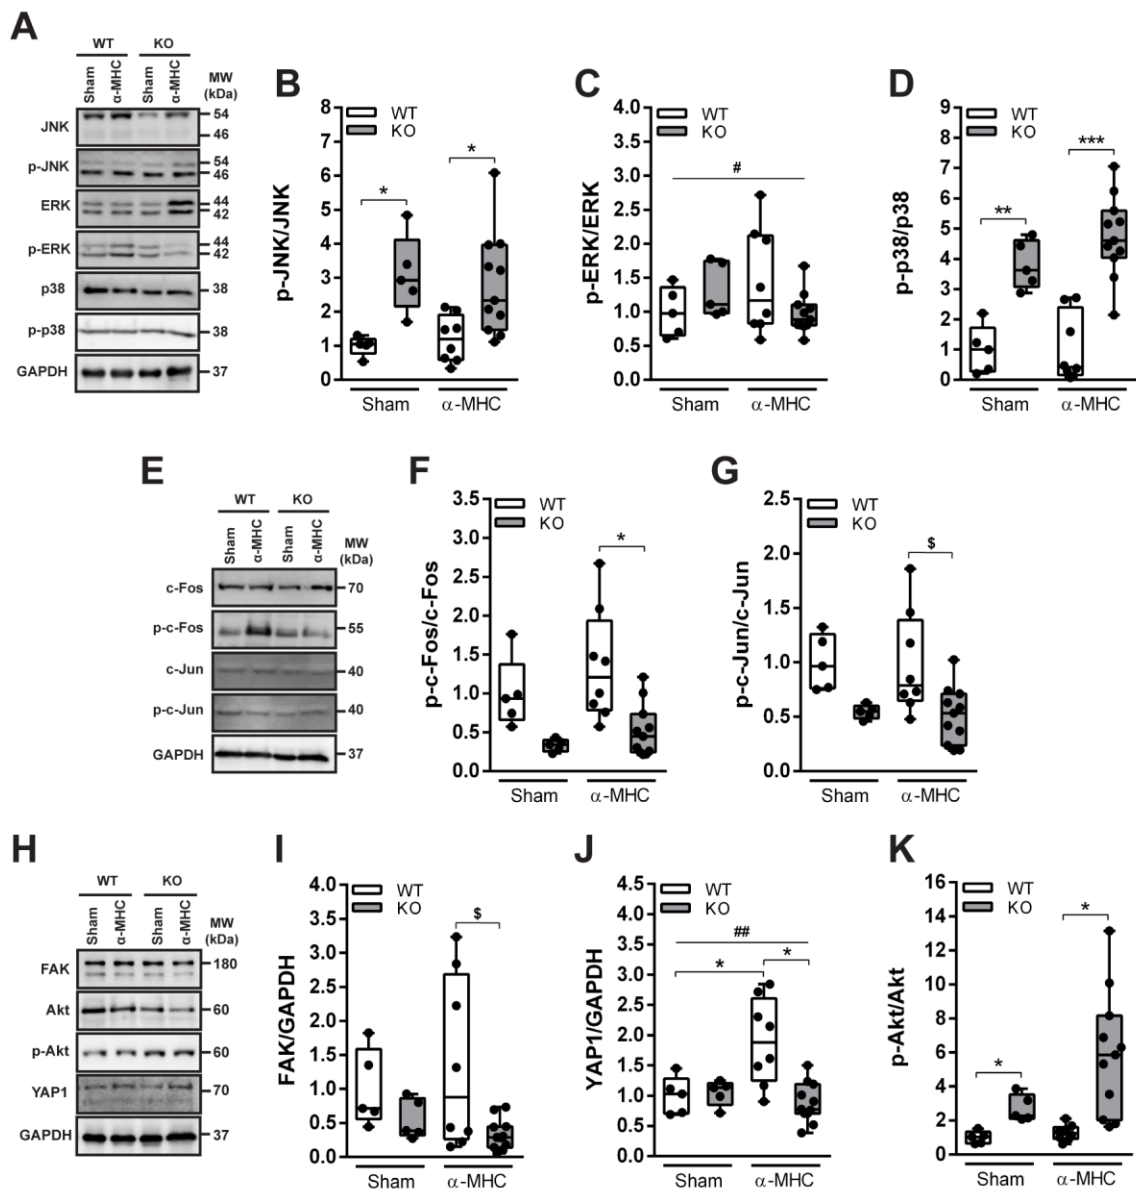 A
WT KO
Sham α-MHC Sham α-MHC MW
(kDa)
JNK 54
46
p-JNK 54
46
ERK 44
42
p-ERK 44
42
p38 38
p-p38 38
GAPDH 37
B
WT
KO
p-JNK/JNK
8
7
6
5
4
3
2
1
0
* *
Sham α-MHC
C
WT
KO
p-ERK/ERK
4.0
3.5
3.0
2.5
2.0
1.5
1.0
0.5
0.0
#
Sham α-MHC
D
WT
KO
p-p38/p38
9
8
7
6
5
4
3
2
1
0
** ***
Sham α-MHC
E
WT KO
Sham α-MHC Sham α-MHC MW
(kDa)
c-Fos 70
p-c-Fos 55
c-Jun 40
p-c-Jun 40
GAPDH 37
F
WT
KO
p-c-Fos/c-Fos
3.5
3.0
2.5
2.0
1.5
1.0
0.5
0.0
*
Sham α-MHC
G
WT
KO
p-c-Jun/c-Jun
2.5
2.0
1.5
1.0
0.5
0.0
$
Sham α-MHC
H
WT KO
Sham α-MHC Sham α-MHC MW
(kDa)
FAK 180
Akt 60
p-Akt 60
YAP1 70
GAPDH 37
I
WT
KO
FAK/GAPDH
4.0
3.5
3.0
2.5
2.0
1.5
1.0
0.5
0.0
$
Sham α-MHC
J
WT
KO
YAP1/GAPDH
4.5
4.0
3.5
3.0
2.5
2.0
1.5
1.0
0.5
0.0
##
* *
Sham α-MHC
K
WT
KO
p-Akt/Akt
16
14
12
10
8
6
4
2
0
* *
Sham α-MHC